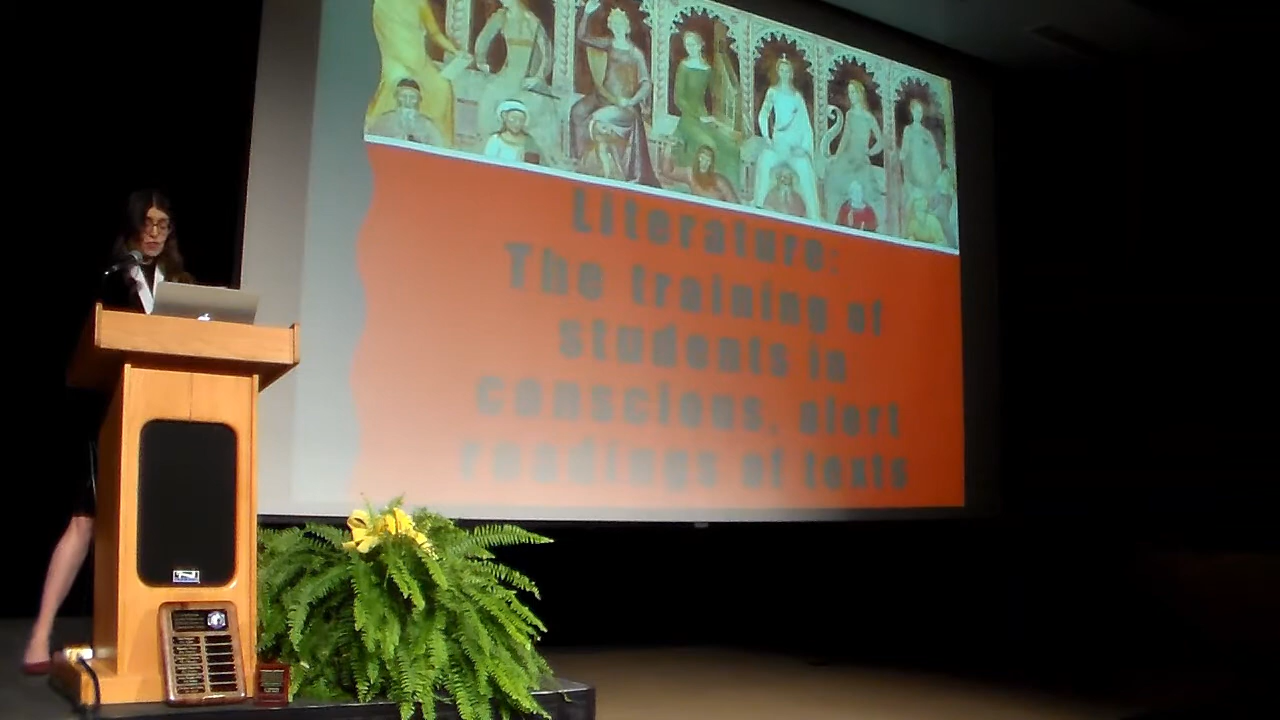 Literature:
The training of
students in
conscious, alert
readings of texts